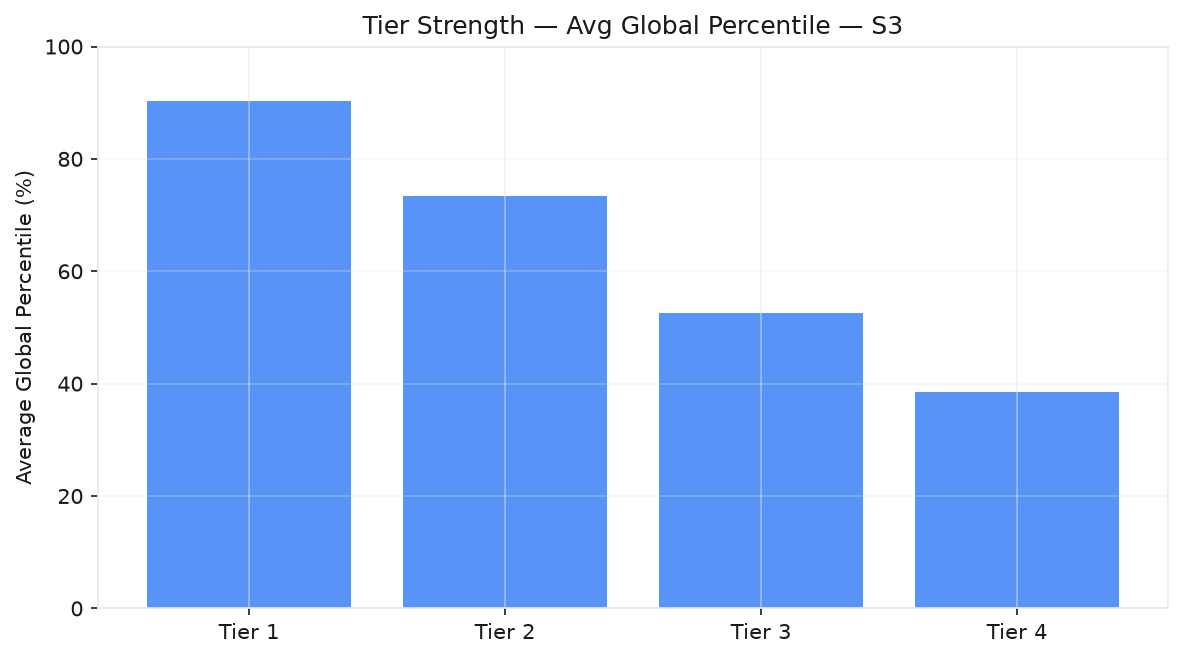 Tier Strength — Avg Global Percentile — S3
Average Global Percentile (%)
100
80
60
40
20
0
Tier 1
Tier 2
Tier 3
Tier 4